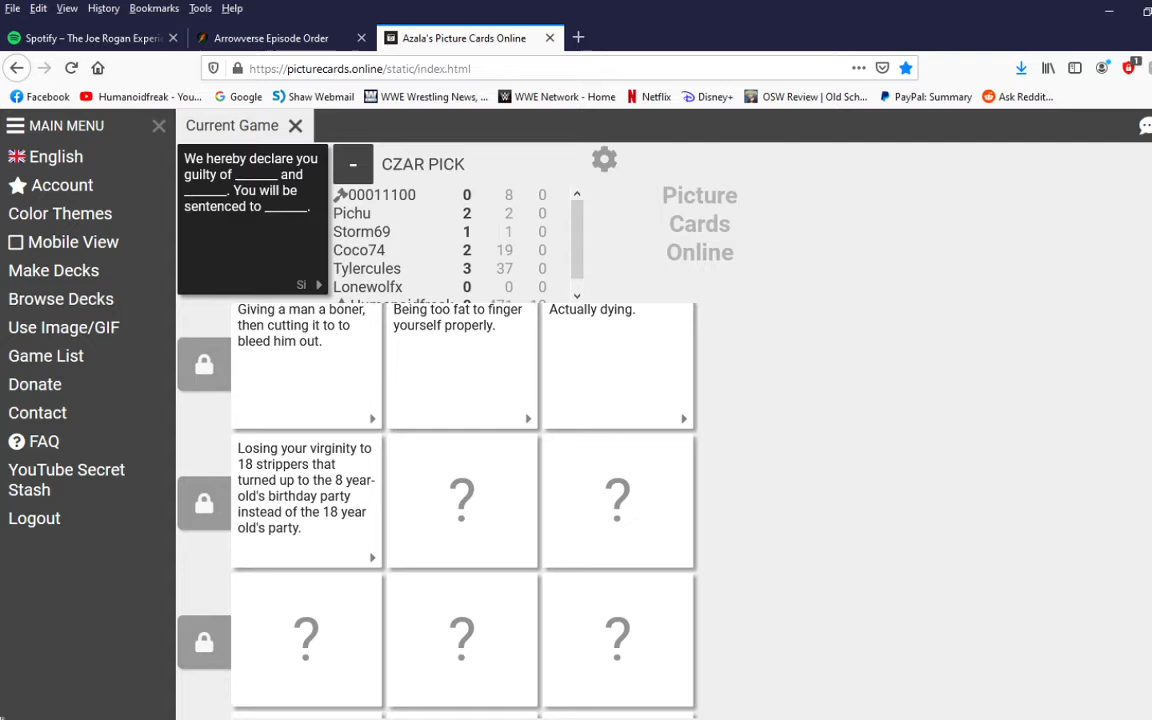 File Edit View History Bookmarks Tools Help
Spotify – The Joe Rogan Experi
Arrowverse Episode Order
Azala's Picture Cards Online
https://picturecards.online/static/index.html
1
Facebook
Humanoidfreak - You...
Google
Shaw Webmail
WWE Wrestling News, ...
WWE Network - Home
Netflix
Disney+
OSW Review | Old Sch...
PayPal: Summary
Ask Reddit...
MAIN MENU
English
Account
Color Themes
Mobile View
Make Decks
Browse Decks
Use Image/GIF
Game List
Donate
Contact
FAQ
YouTube Secret
Stash
Logout
Current Game
We hereby declare you
guilty of ______ and
______. You will be
sentenced to ______.
Si
-
CZAR PICK
00011100 0 8 0
Pichu 2 2 0
Storm69 1 1 0
Coco74 2 19 0
Tylercules 3 37 0
Lonewolfx 0 0 0
Picture
Cards
Online
Giving a man a boner,
then cutting it to to
bleed him out.
Being too fat to finger
yourself properly.
Actually dying.
Losing your virginity to
18 strippers that
turned up to the 8 year-
old's birthday party
instead of the 18 year
old's party.
? ?
? ? ?